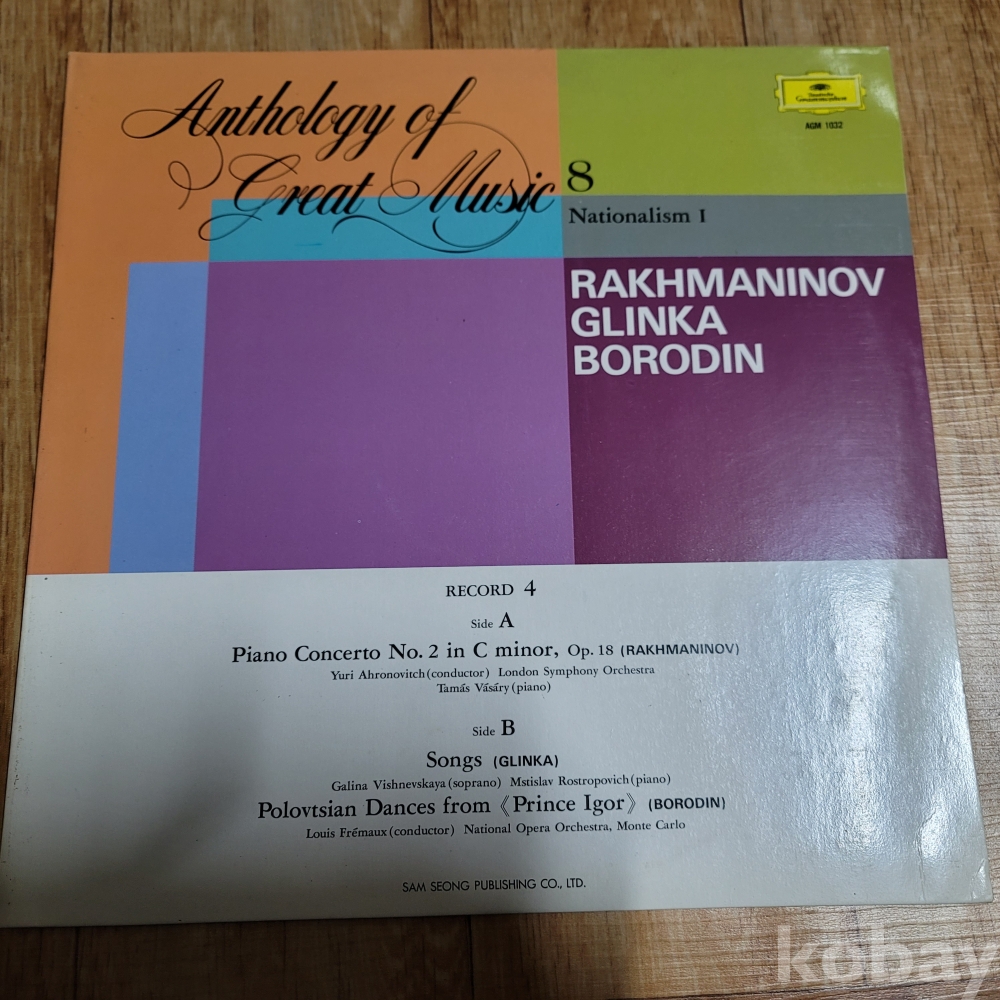 Anthology of
Great Music
8
Nationalism I
Deutsche
Grammophon
AGM 1032
RAKHMANINOV
GLINKA
BORODIN
RECORD 4
Side A
Piano Concerto No. 2 in C minor, Op. 18 (RAKHMANINOV)
Yuri Ahronovitch (conductor) London Symphony Orchestra
Tamás Vásáry (piano)
Side B
Songs (GLINKA)
Galina Vishnevskaya (soprano) Mstislav Rostropovich (piano)
Polovtsian Dances from 《Prince Igor》 (BORODIN)
Louis Frémaux (conductor) National Opera Orchestra, Monte Carlo
SAM SEONG PUBLISHING CO., LTD.
kobay